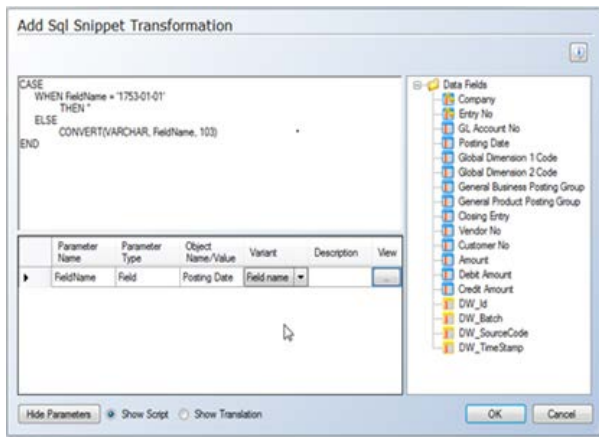 Add Sql Snippet Transformation
CASE
WHEN FieldName = '1753-01-01'
THEN ''
ELSE
CONVERT(VARCHAR, FieldName, 103)
END
Data Fields
Company
Entry No
GL Account No
Posting Date
Global Dimension 1 Code
Global Dimension 2 Code
General Business Posting Group
General Product Posting Group
Closing Entry
Vendor No
Customer No
Amount
Debit Amount
Credit Amount
DW_Id
DW_Batch
DW_SourceCode
DW_TimeStamp
Parameter Name Parameter Type Object Name/Value Variant Description View
FieldName Field Posting Date Field name ...
Hide Parameters Show Script Show Translation OK Cancel